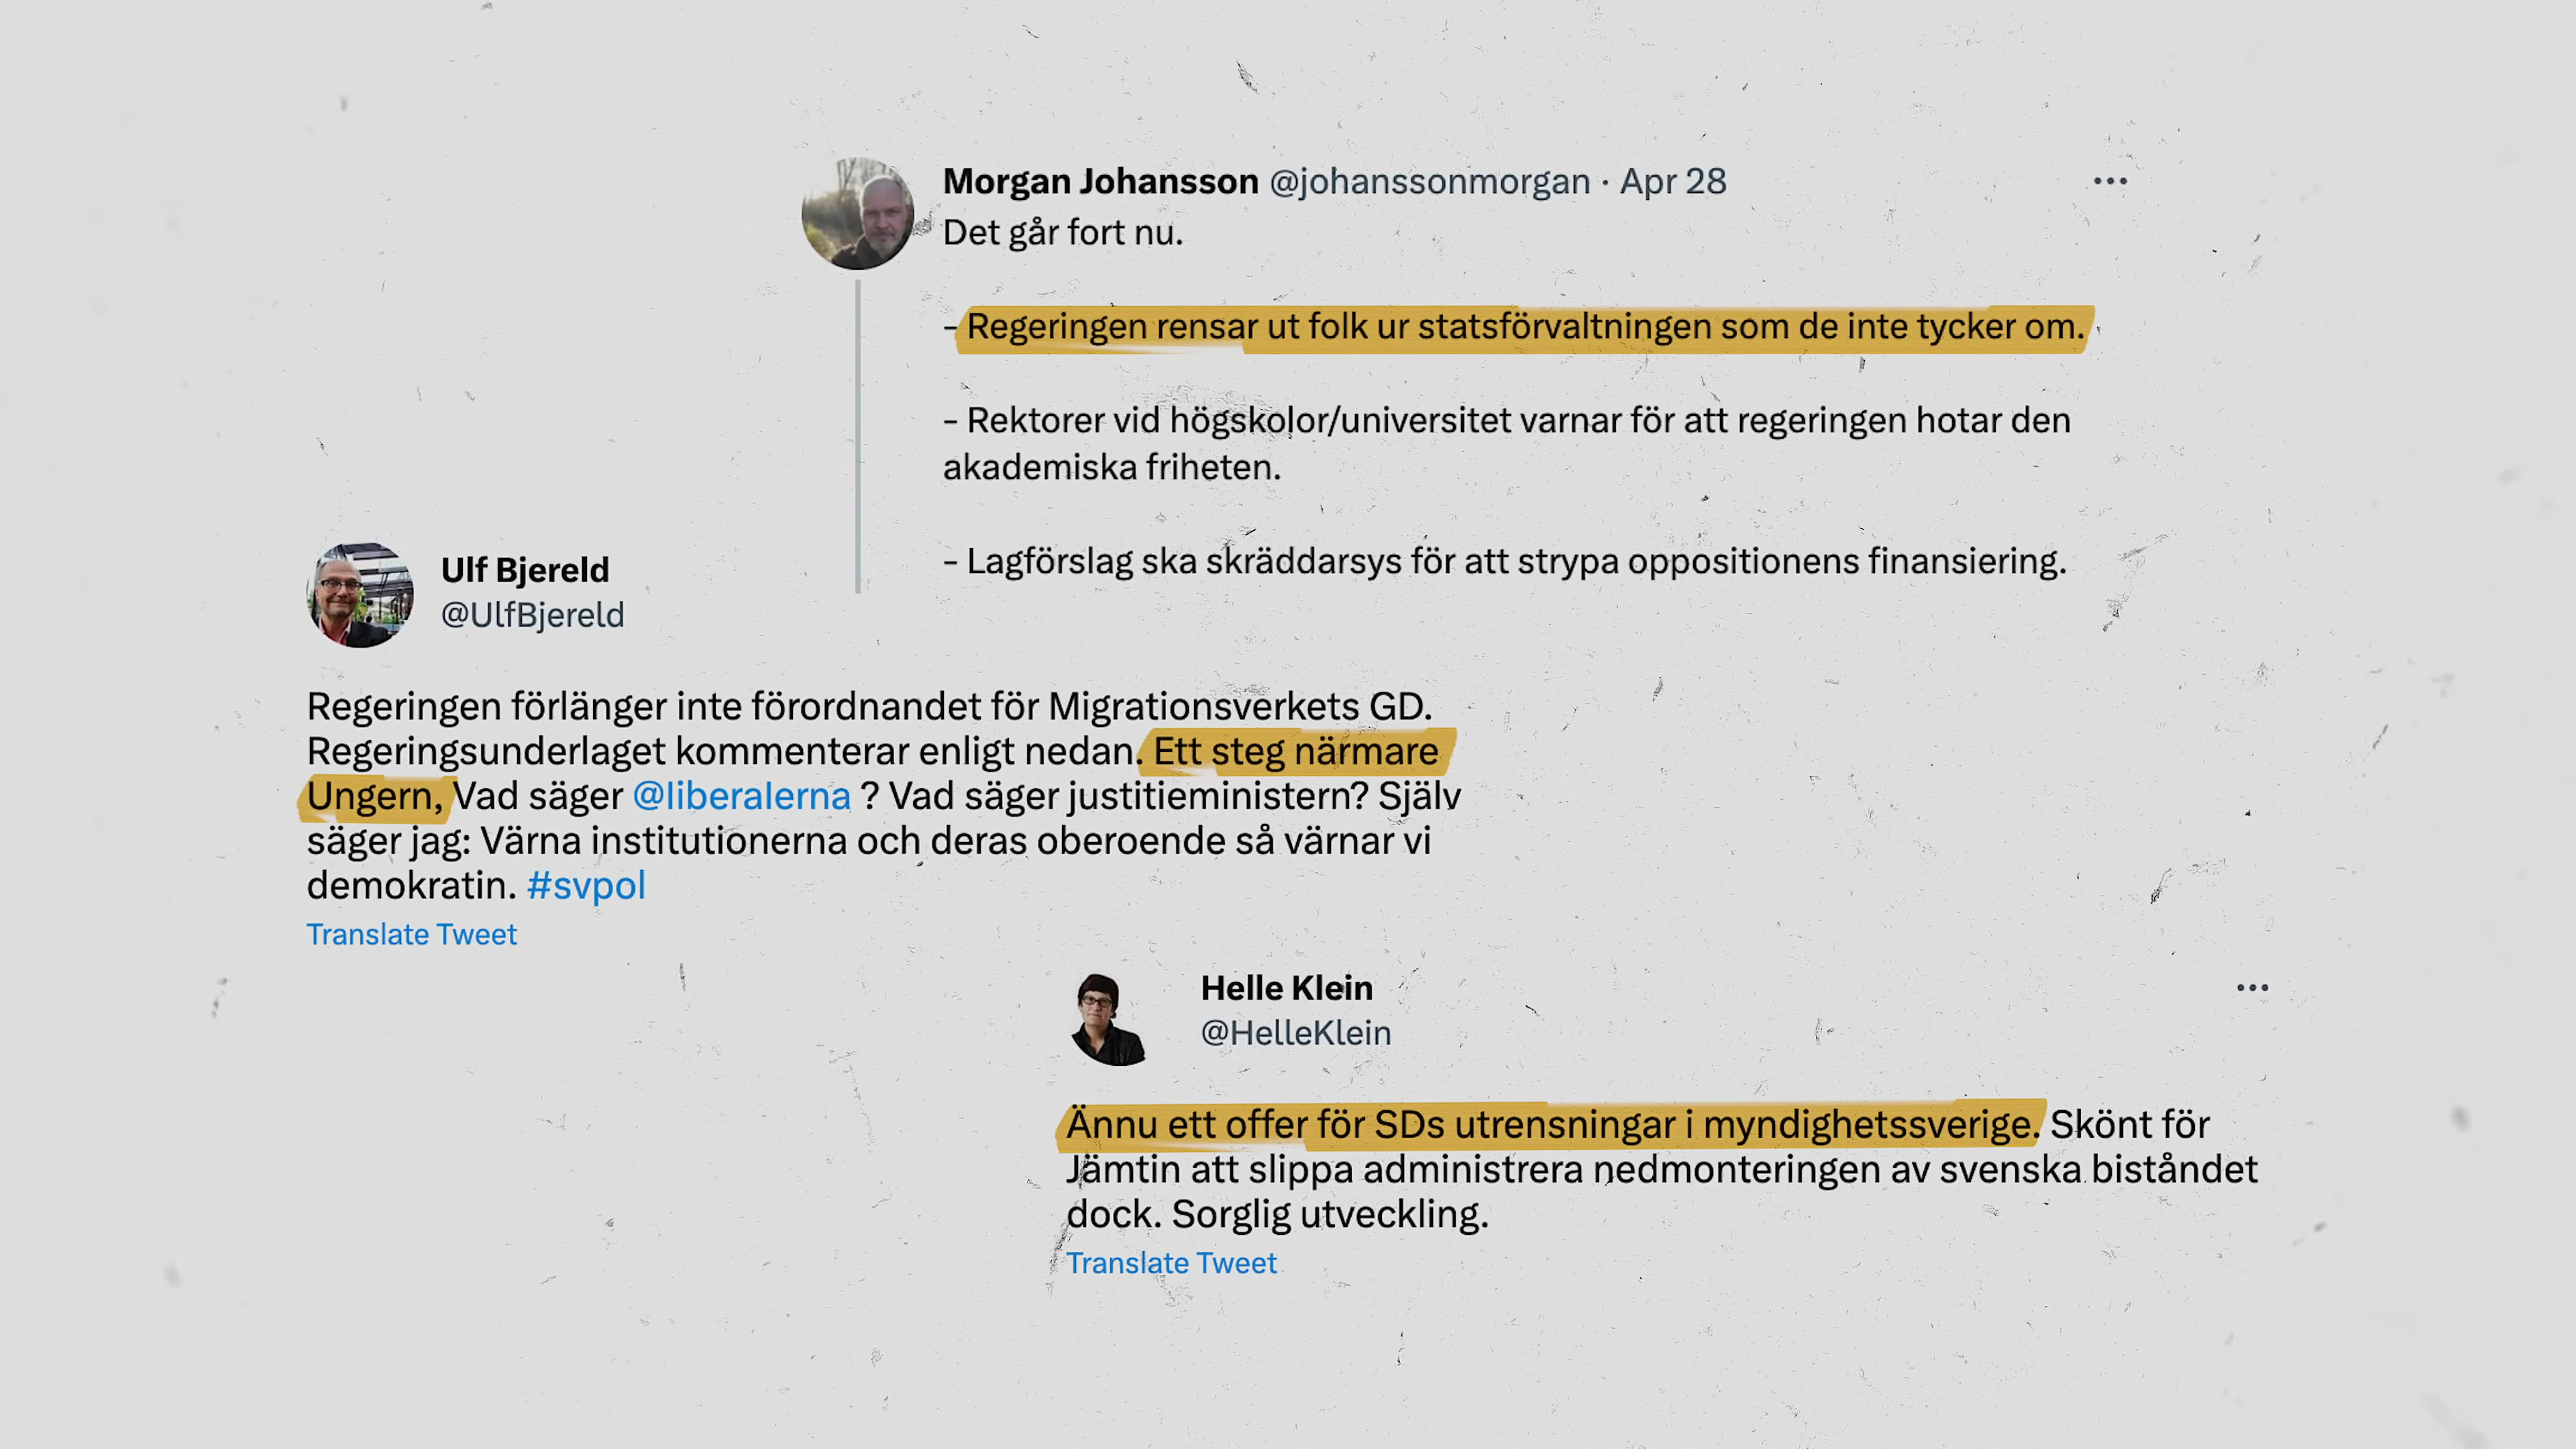 Morgan Johansson @johanssonmorgan · Apr 28
Det går fort nu.
– Regeringen rensar ut folk ur statsförvaltningen som de inte tycker om.
– Rektorer vid högskolor/universitet varnar för att regeringen hotar den
akademiska friheten.
– Lagförslag ska skräddarsys för att strypa oppositionens finansiering.
Ulf Bjereld
@UlfBjereld
Regeringen förlänger inte förordnandet för Migrationsverkets GD.
Regeringsunderlaget kommenterar enligt nedan. Ett steg närmare
Ungern, Vad säger @liberalerna ? Vad säger justitieministern? Själv
säger jag: Värna institutionerna och deras oberoende så värnar vi
demokratin. #svpol
Translate Tweet
Helle Klein
@HelleKlein
Ännu ett offer för SDs utrensningar i myndighetssverige. Skönt för
Jämtin att slippa administrera nedmonteringen av svenska biståndet
dock. Sorglig utveckling.
Translate Tweet